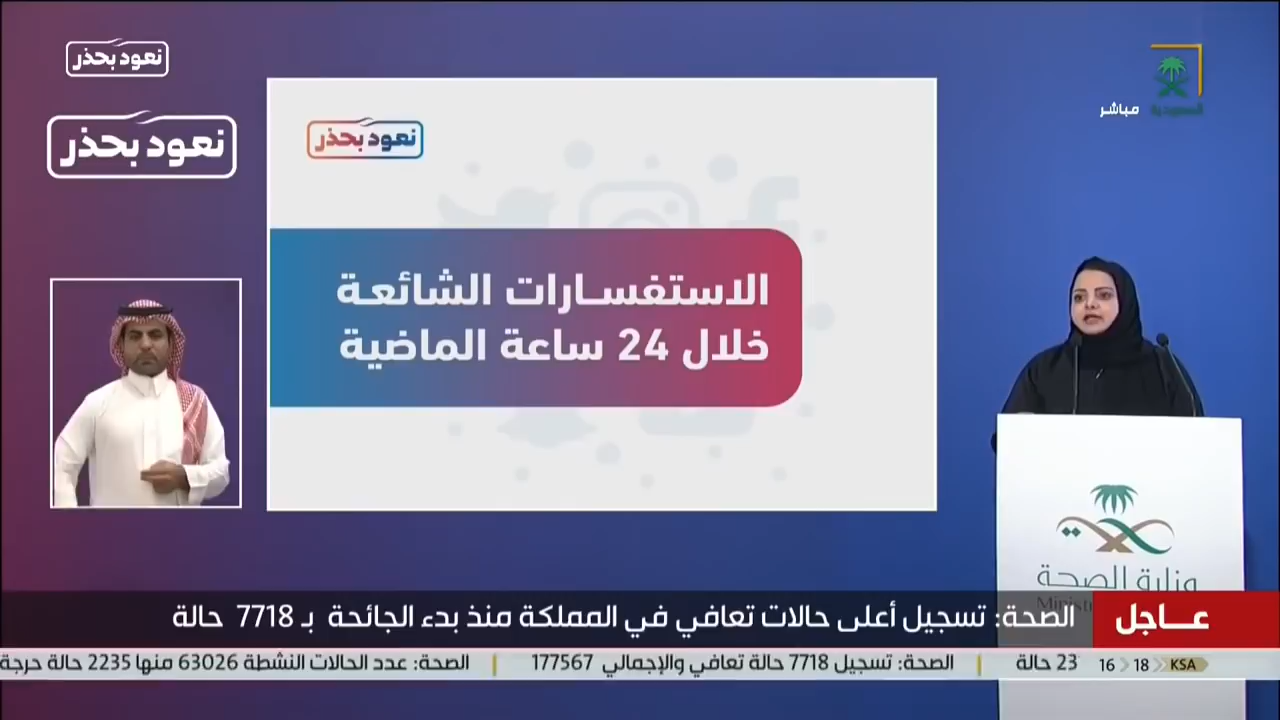 نعود بحذر
السعودية
مباشر
نعود بحذر
نعود بحذر
الاستفسارات الشائعة
خلال 24 ساعة الماضية
وزارة الصحة
عاجل
الصحة: تسجيل أعلى حالات تعافي في المملكة منذ بدء الجائحة بـ 7718 حالة
KSA 18 16
23 حالة | الصحة: تسجيل 7718 حالة تعافي والإجمالي 177567 | الصحة: عدد الحالات النشطة 63026 منها 2235 حالة حرجة